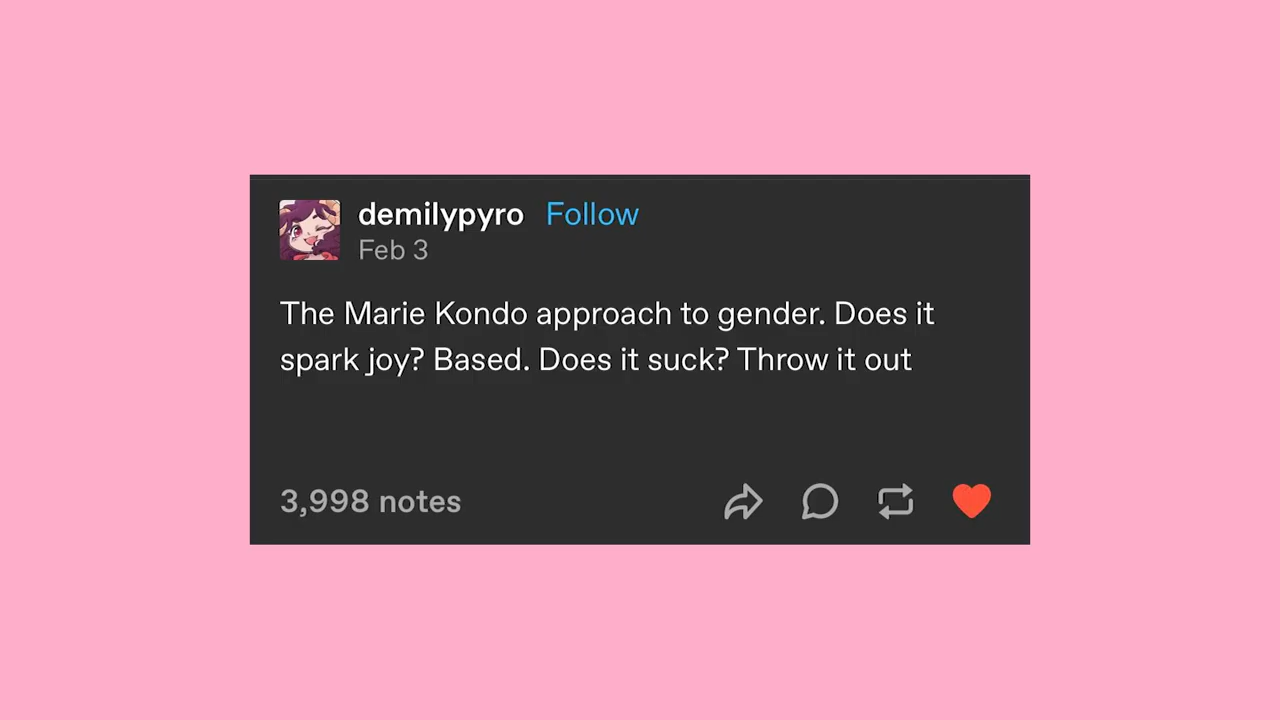 demilypyro Follow
Feb 3
The Marie Kondo approach to gender. Does it
spark joy? Based. Does it suck? Throw it out
3,998 notes